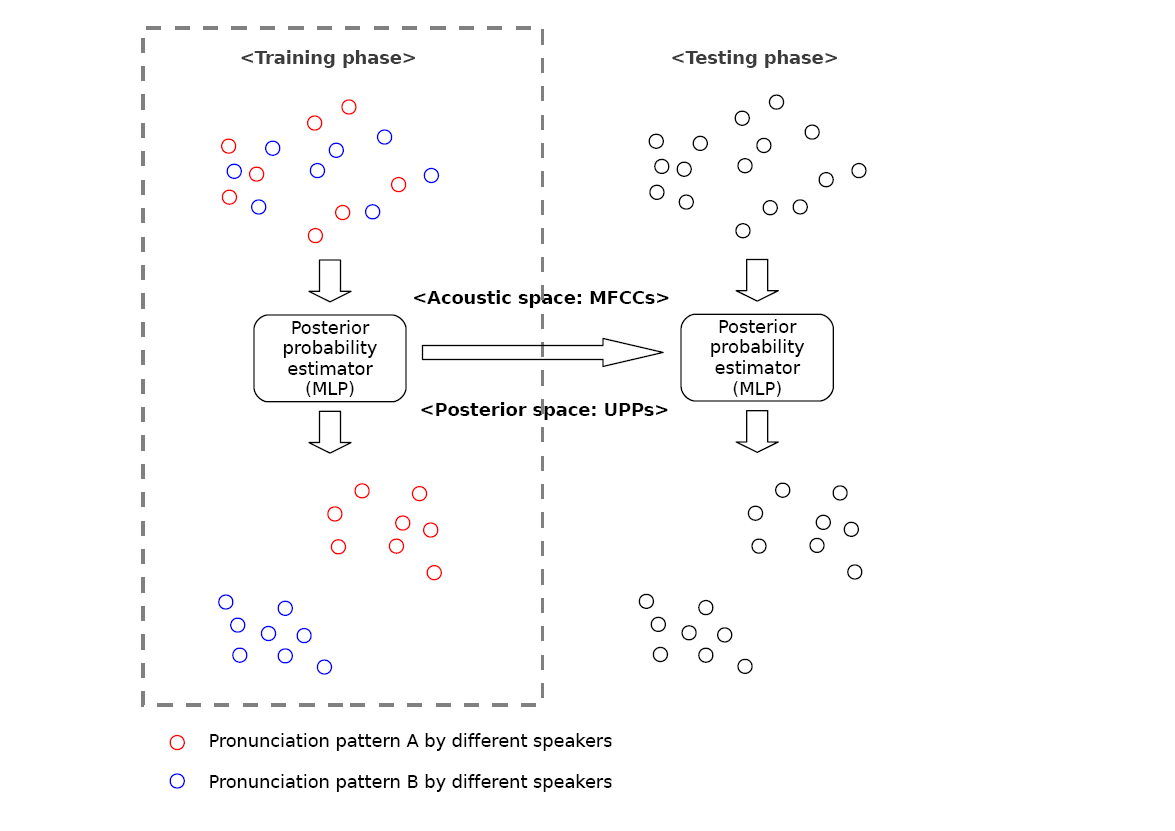 <Training phase>
<Testing phase>
<Acoustic space: MFCCs>
Posterior
probability
estimator
(MLP)
Posterior
probability
estimator
(MLP)
<Posterior space: UPPs>
Pronunciation pattern A by different speakers
Pronunciation pattern B by different speakers